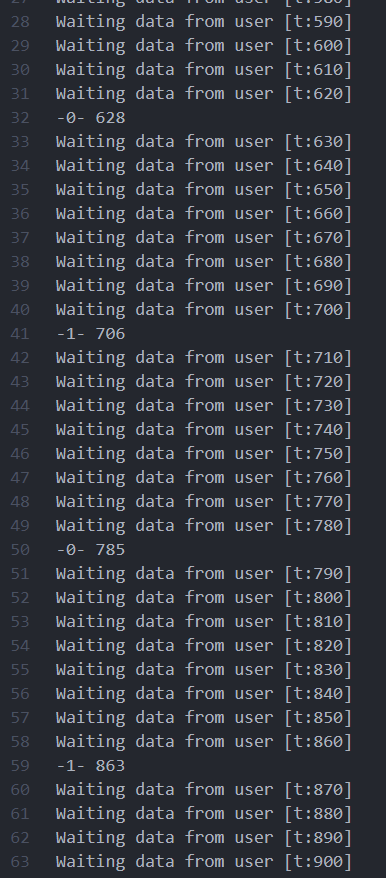 27 Waiting data from user [t:580]
28 Waiting data from user [t:590]
29 Waiting data from user [t:600]
30 Waiting data from user [t:610]
31 Waiting data from user [t:620]
32 -0- 628
33 Waiting data from user [t:630]
34 Waiting data from user [t:640]
35 Waiting data from user [t:650]
36 Waiting data from user [t:660]
37 Waiting data from user [t:670]
38 Waiting data from user [t:680]
39 Waiting data from user [t:690]
40 Waiting data from user [t:700]
41 -1- 706
42 Waiting data from user [t:710]
43 Waiting data from user [t:720]
44 Waiting data from user [t:730]
45 Waiting data from user [t:740]
46 Waiting data from user [t:750]
47 Waiting data from user [t:760]
48 Waiting data from user [t:770]
49 Waiting data from user [t:780]
50 -0- 785
51 Waiting data from user [t:790]
52 Waiting data from user [t:800]
53 Waiting data from user [t:810]
54 Waiting data from user [t:820]
55 Waiting data from user [t:830]
56 Waiting data from user [t:840]
57 Waiting data from user [t:850]
58 Waiting data from user [t:860]
59 -1- 863
60 Waiting data from user [t:870]
61 Waiting data from user [t:880]
62 Waiting data from user [t:890]
63 Waiting data from user [t:900]